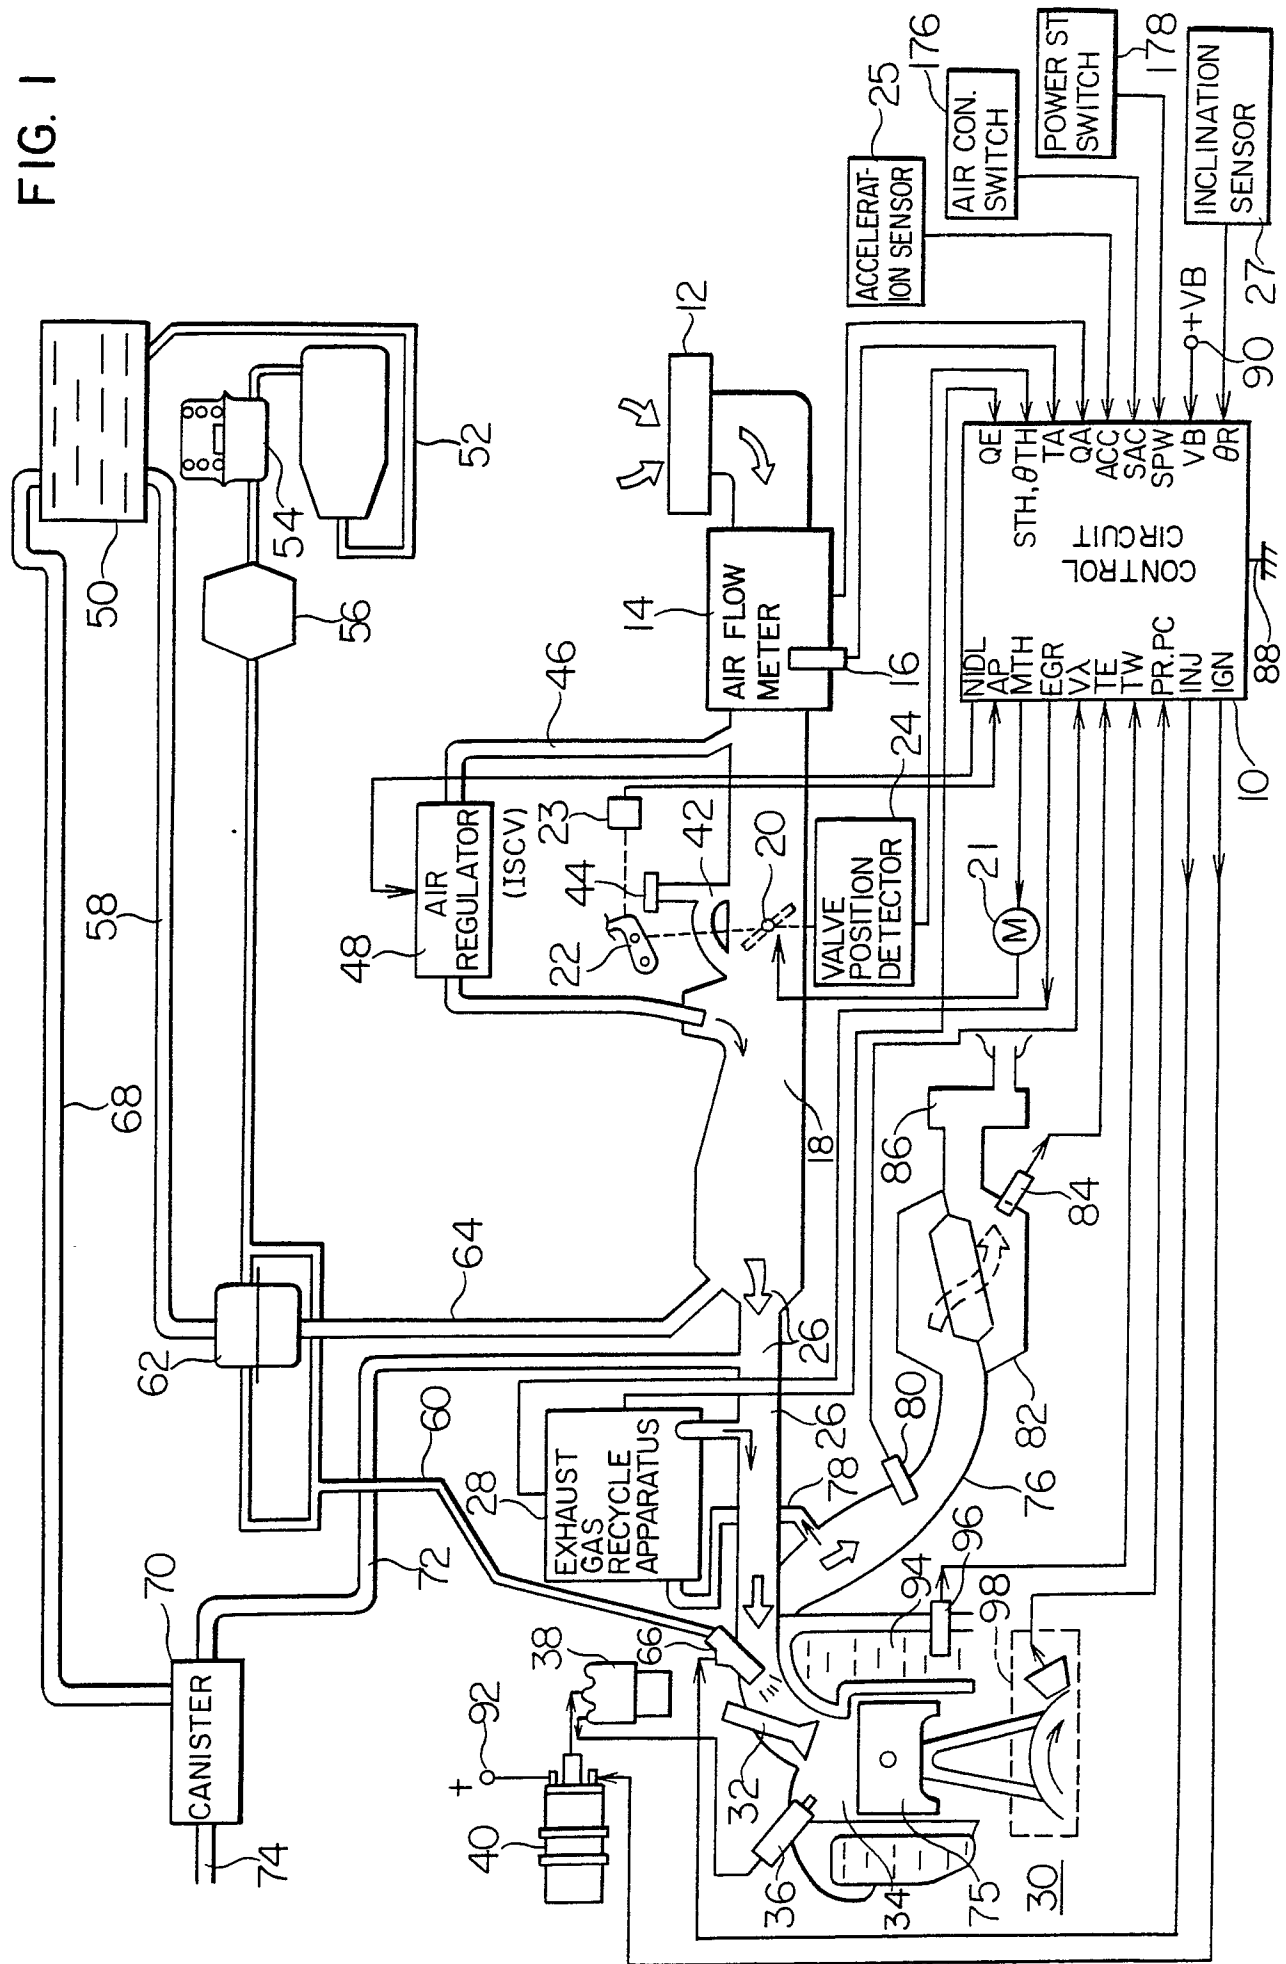 FIG. 1
CANISTER
74
70
72
68
58
60
62
64
50
52
54
56
40
92
+
38
66
32
36
34
75
30
94
96
98
EXHAUST
GAS
RECYCLE
APPARATUS
28
26
26
78
80
76
82
84
86
18
AIR
REGULATOR
(ISCV)
48
46
22
23
44
42
20
VALVE
POSITION
DETECTOR
24
M
21
AIR FLOW
METER
14
16
12
ACCELERAT-
ION SENSOR
25
AIR CON.
SWITCH
176
POWER ST
SWITCH
178
INCLINATION
SENSOR
27
+VB
90
NIDL
AP
MTH
EGR
Vλ
TE
TW
PR.PC
INJ
IGN
QE
STH,θTH
TA
QA
ACC
SAC
SPW
VB
θR
CONTROL
CIRCUIT
10
88